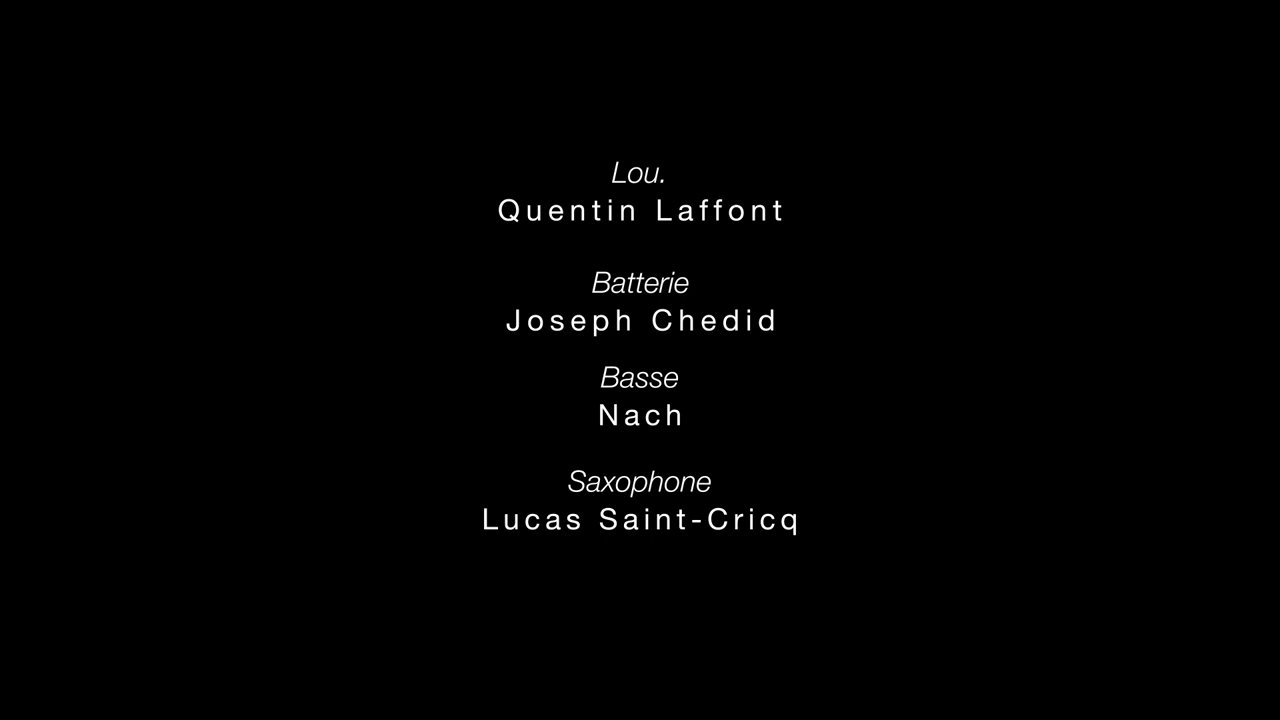 Lou.
Quentin Laffont
Batterie
Joseph Chedid
Basse
Nach
Saxophone
Lucas Saint-Cricq